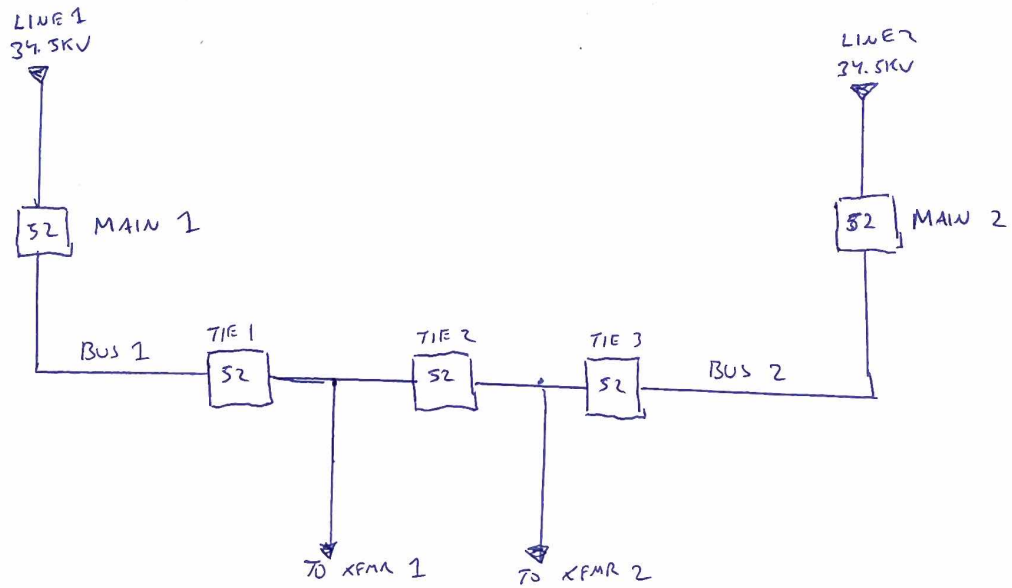 LINE 1
34.5KV
LINE 2
34.5KV
52
MAIN 1
52
MAIN 2
TIE 1
TIE 2
TIE 3
BUS 1
52
52
52
BUS 2
TO XFMR 1
TO XFMR 2